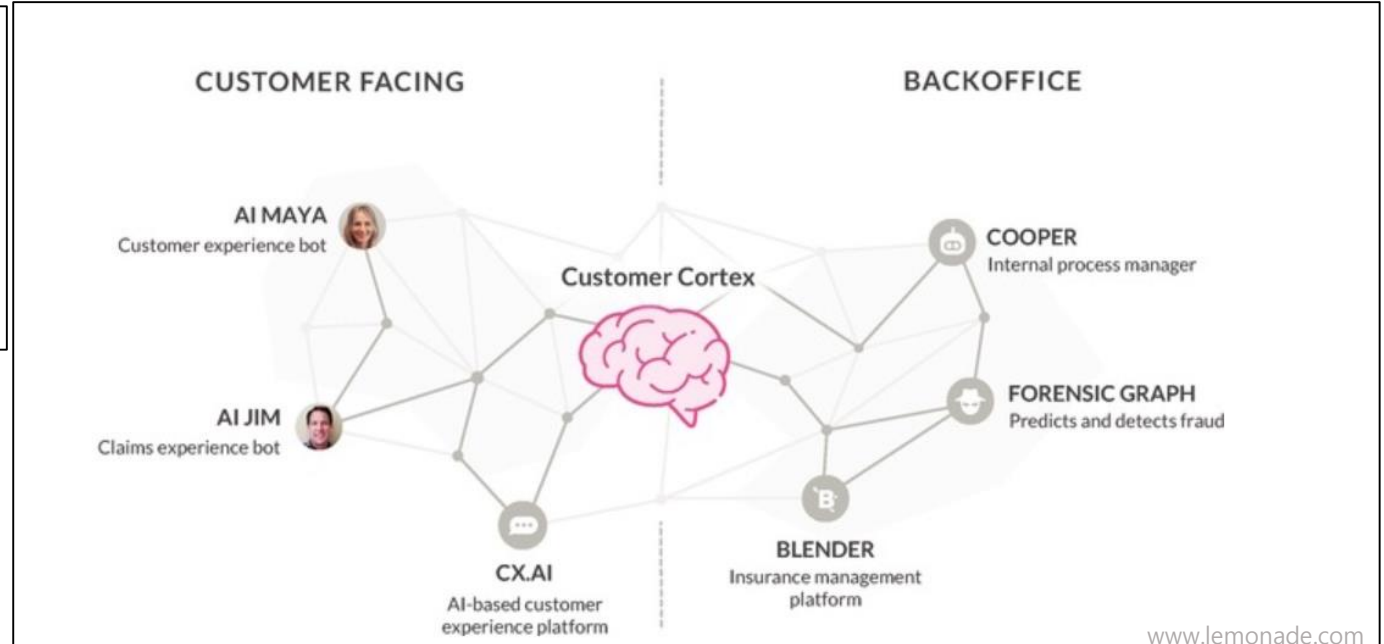 CUSTOMER FACING
BACKOFFICE
AI MAYA
Customer experience bot
COOPER
Internal process manager
Customer Cortex
AI JIM
Claims experience bot
FORENSIC GRAPH
Predicts and detects fraud
CX.AI
AI-based customer
experience platform
BLENDER
Insurance management
platform
www.lemonade.com